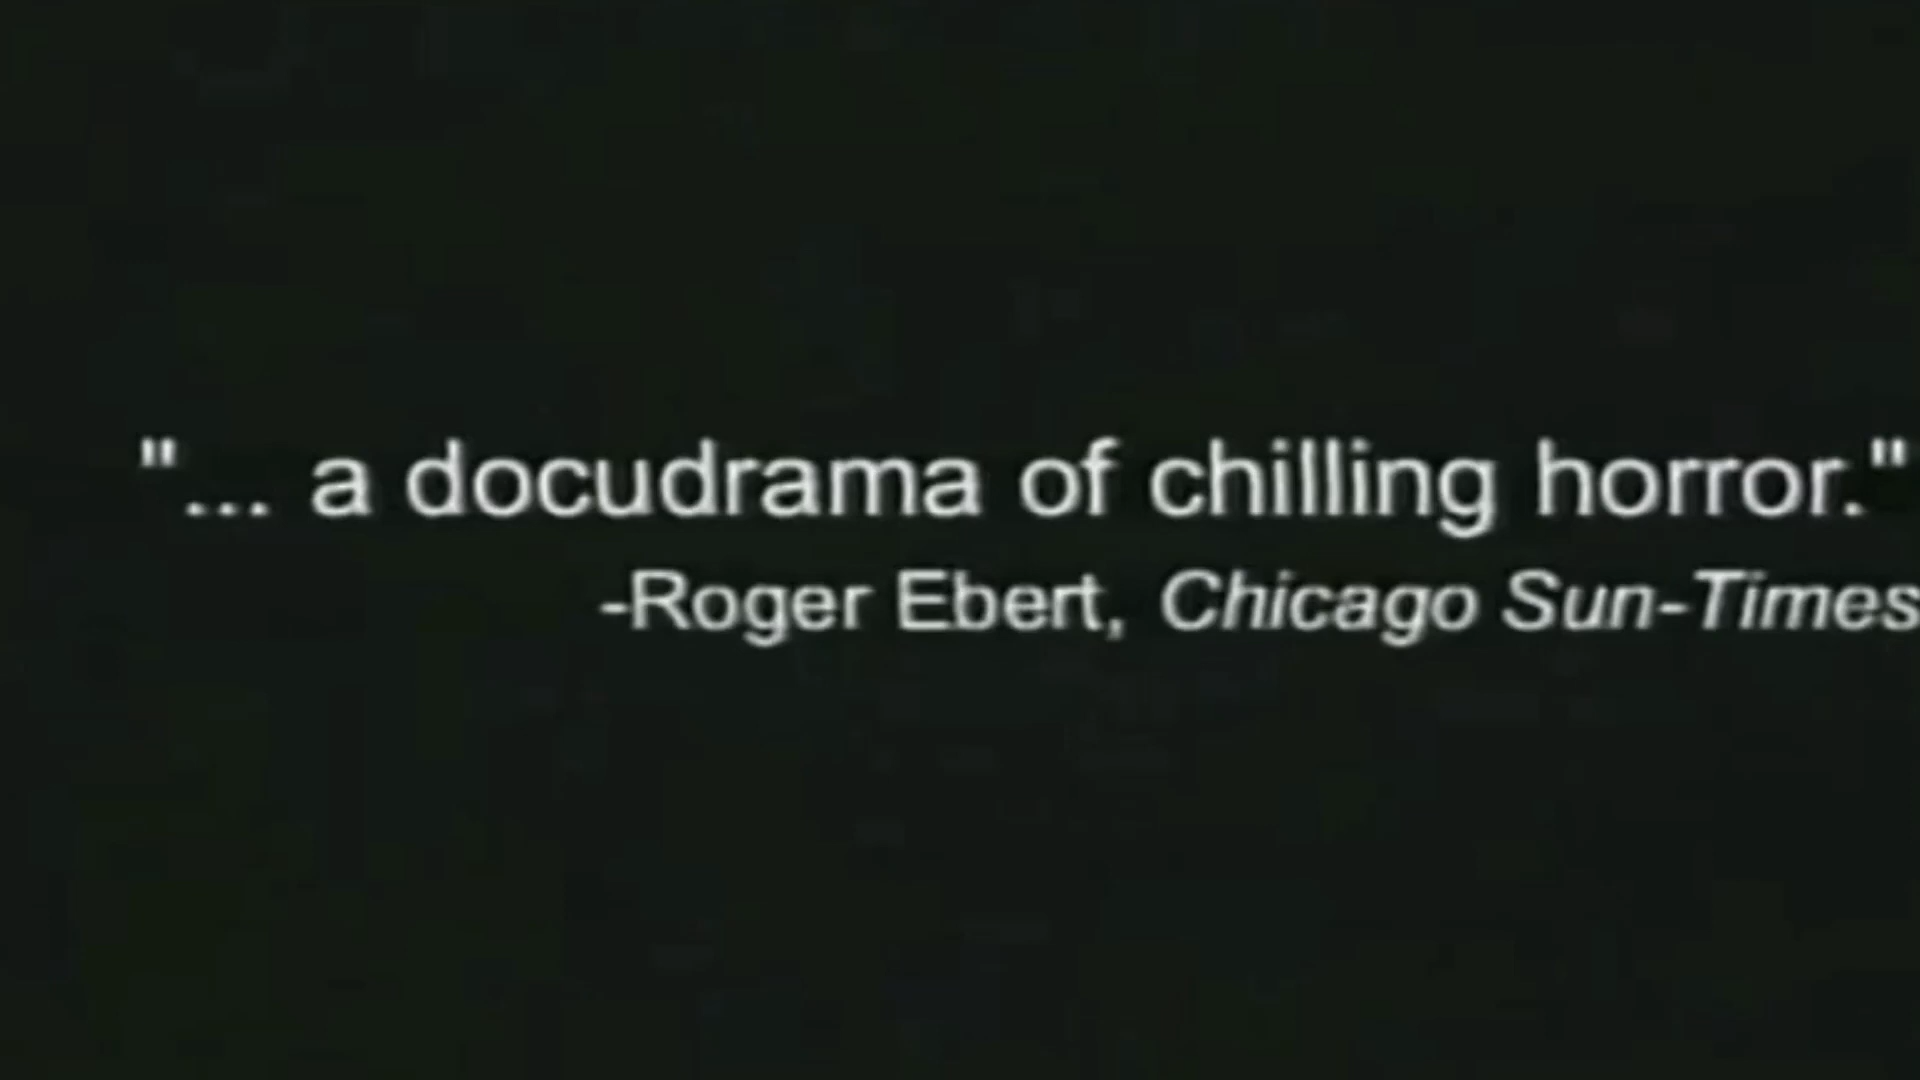 "... a docudrama of chilling horror."
-Roger Ebert, Chicago Sun-Times